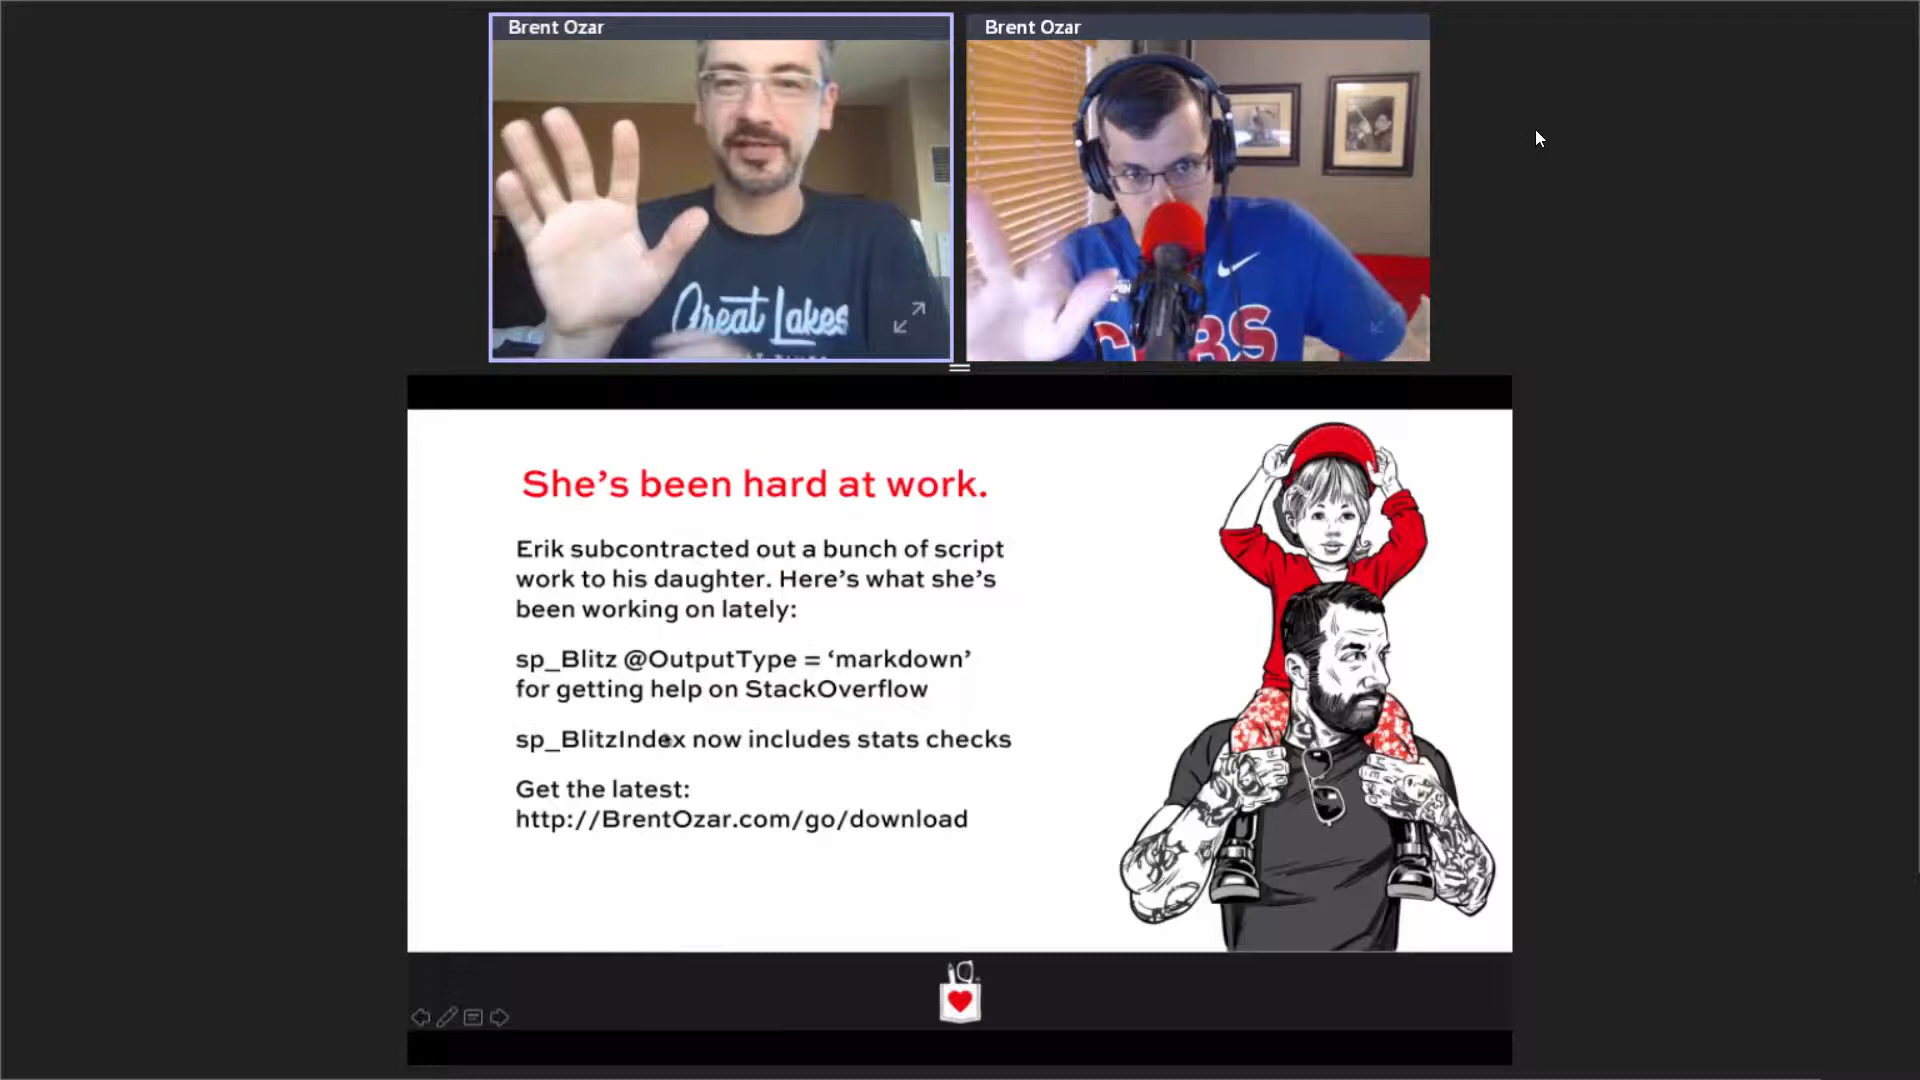 Brent Ozar
Brent Ozar
Great Lakes
CUBS
She’s been hard at work.
Erik subcontracted out a bunch of script
work to his daughter. Here’s what she’s
been working on lately:
sp_Blitz @OutputType = ‘markdown’
for getting help on StackOverflow
sp_BlitzIndex now includes stats checks
Get the latest:
http://BrentOzar.com/go/download